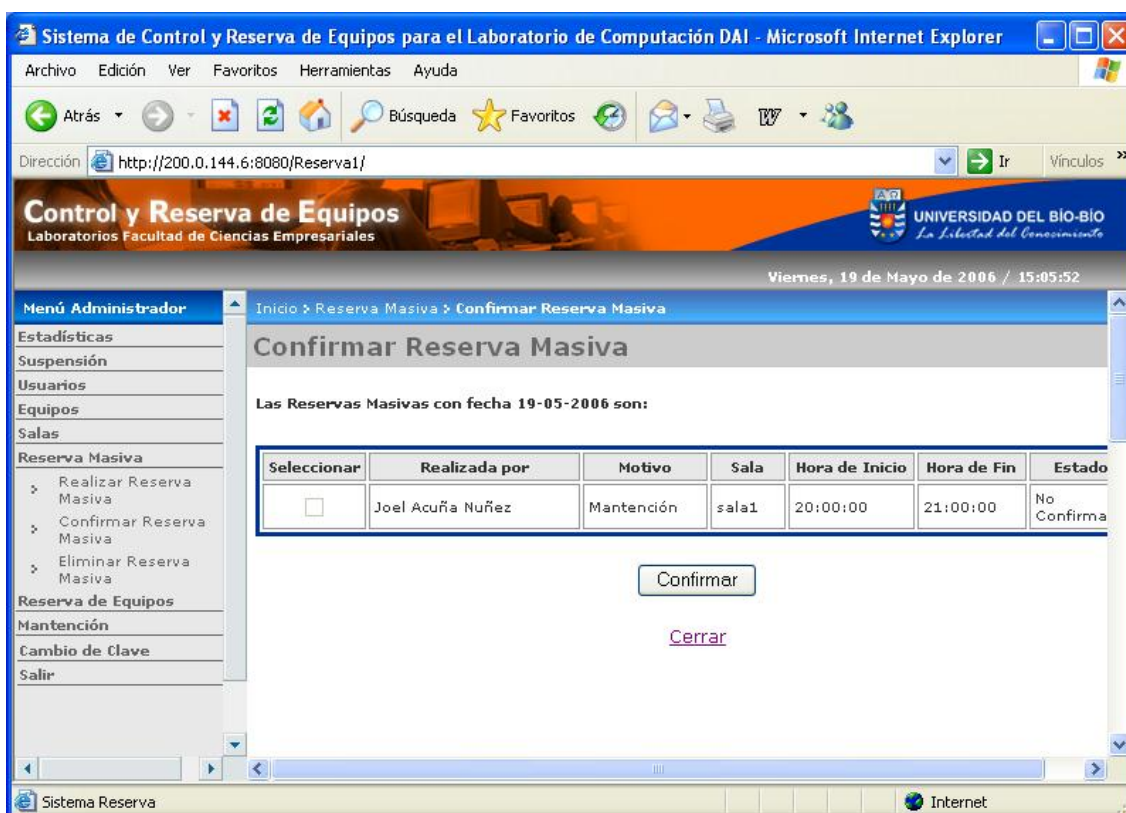 Sistema de Control y Reserva de Equipos para el Laboratorio de Computación DAI - Microsoft Internet Explorer
Archivo Edición Ver Favoritos Herramientas Ayuda
Atrás Búsqueda Favoritos
Dirección http://200.0.144.6:8080/Reserva1/ Ir Vínculos »
Control y Reserva de Equipos
Laboratorios Facultad de Ciencias Empresariales
UNIVERSIDAD DEL BÍO-BÍO
La Libertad del Conocimiento
Viernes, 19 de Mayo de 2006 / 15:05:52
Menú Administrador
Estadísticas
Suspensión
Usuarios
Equipos
Salas
Reserva Masiva
Realizar Reserva
Masiva
Confirmar Reserva
Masiva
Eliminar Reserva
Masiva
Reserva de Equipos
Mantención
Cambio de Clave
Salir
Inicio > Reserva Masiva > Confirmar Reserva Masiva
Confirmar Reserva Masiva
Las Reservas Masivas con fecha 19-05-2006 son:
Seleccionar Realizada por Motivo Sala Hora de Inicio Hora de Fin Estado
Joel Acuña Nuñez Mantención sala1 20:00:00 21:00:00 No
Confirma
Confirmar
Cerrar
Sistema Reserva Internet